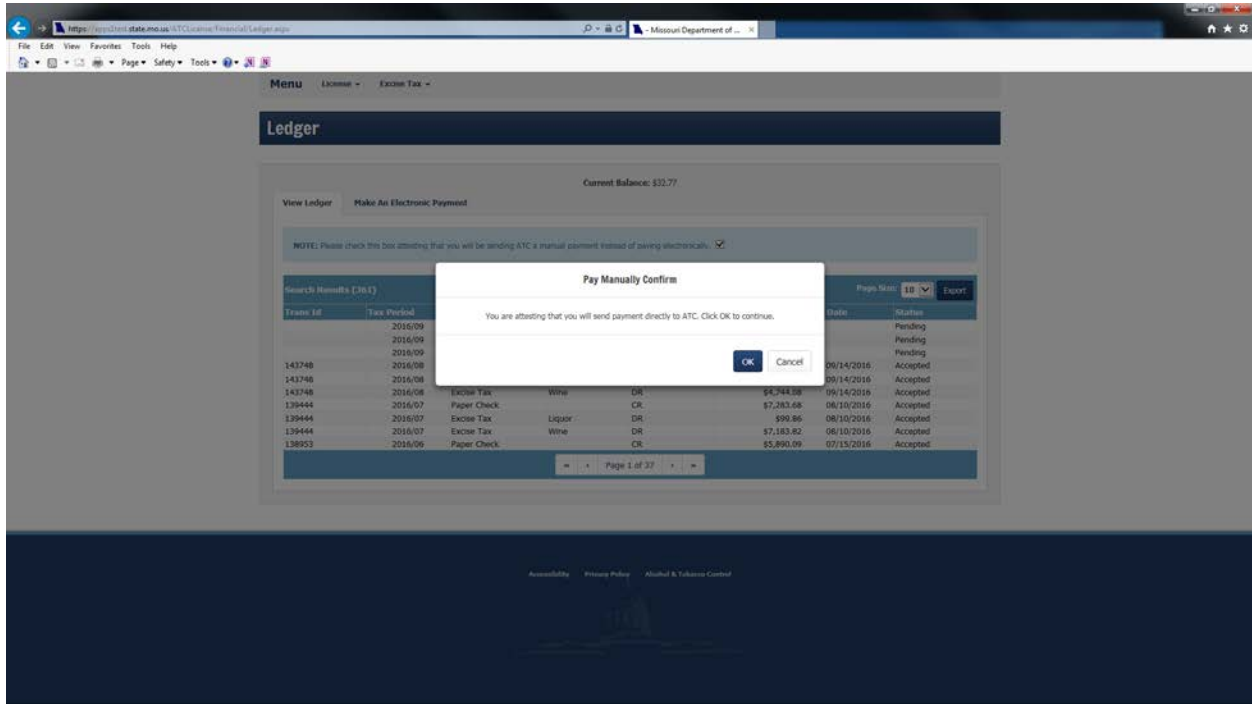 https://apps2test.state.mo.us/ATCLicense/Financial/Ledger.aspx
- Missouri Department of ...
File Edit View Favorites Tools Help
Page Safety Tools
Menu License Excise Tax
Ledger
Current Balance: $32.77
View Ledger Make An Electronic Payment
NOTE: Please check this box attesting that you will be sending ATC a manual payment instead of paying electronically.
Pay Manually Confirm
You are attesting that you will send payment directly to ATC. Click OK to continue.
OK Cancel
Search Results (361) Page Size: 10 Export
Trans Id Tax Period Date Status
2016/09 Pending
2016/09 Pending
2016/09 Pending
143748 2016/08 09/14/2016 Accepted
143748 2016/08 09/14/2016 Accepted
143748 2016/08 Excise Tax Wine DR $4,744.08 09/14/2016 Accepted
139444 2016/07 Paper Check CR $7,283.68 08/10/2016 Accepted
139444 2016/07 Excise Tax Liquor DR $99.86 08/10/2016 Accepted
139444 2016/07 Excise Tax Wine DR $7,183.82 08/10/2016 Accepted
138953 2016/06 Paper Check CR $5,890.09 07/15/2016 Accepted
« ‹ Page 1 of 37 › »
Accessibility Privacy Policy Alcohol & Tobacco Control